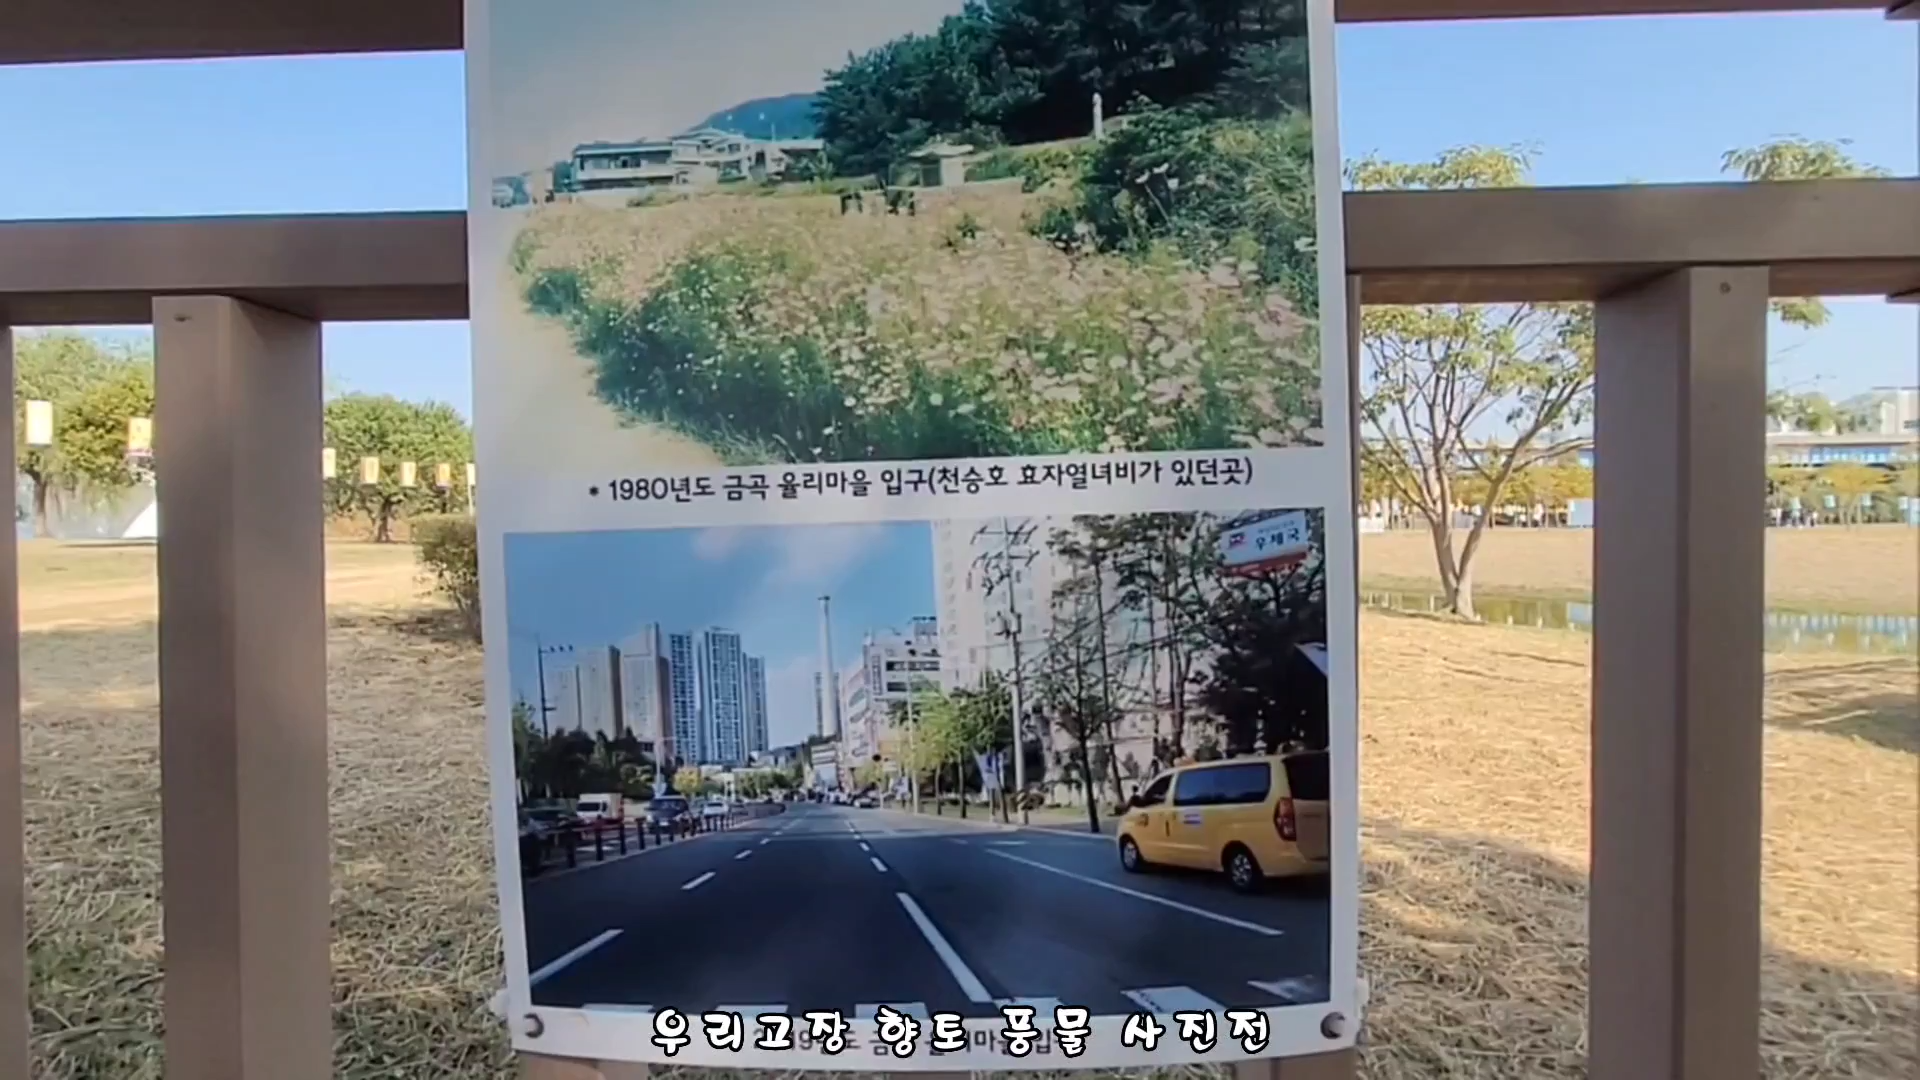 * 1980년도 금곡 율리마을 입구(천승호 효자열녀비가 있던곳)
우체국
우리고장 향토 풍물 사진전